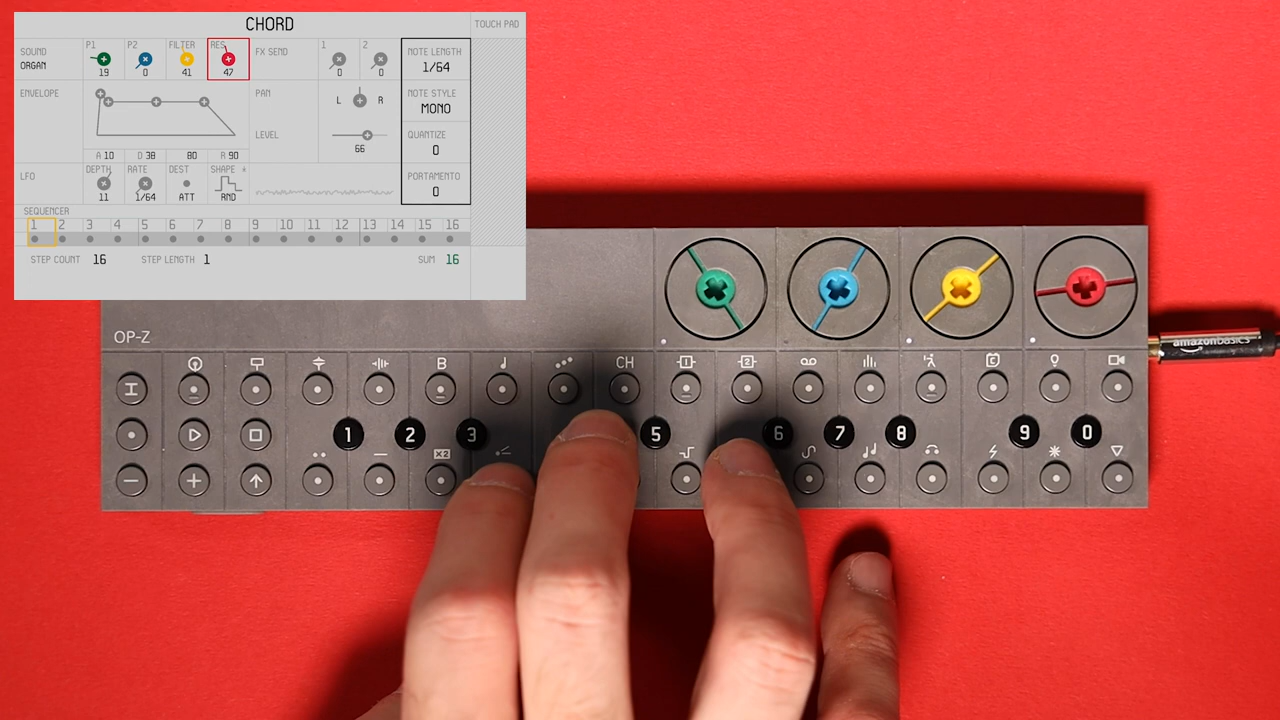 CHORD
TOUCH PAD
SOUND
ORGAN
P1
19
P2
0
FILTER
41
RES
47
FX SEND
1
0
2
0
NOTE LENGTH
1/64
ENVELOPE
A 10
D 38
80
R 90
PAN
L R
LEVEL
66
NOTE STYLE
MONO
QUANTIZE
0
LFO
DEPTH
11
RATE
1/64
DEST
ATT
SHAPE
RND
PORTAMENTO
0
SEQUENCER
1 2 3 4 5 6 7 8 9 10 11 12 13 14 15 16
STEP COUNT 16
STEP LENGTH 1
SUM 16
OP-Z
amazonbasics
B
CH
1
2
1 2 3 5 6 7 8 9 0
X2